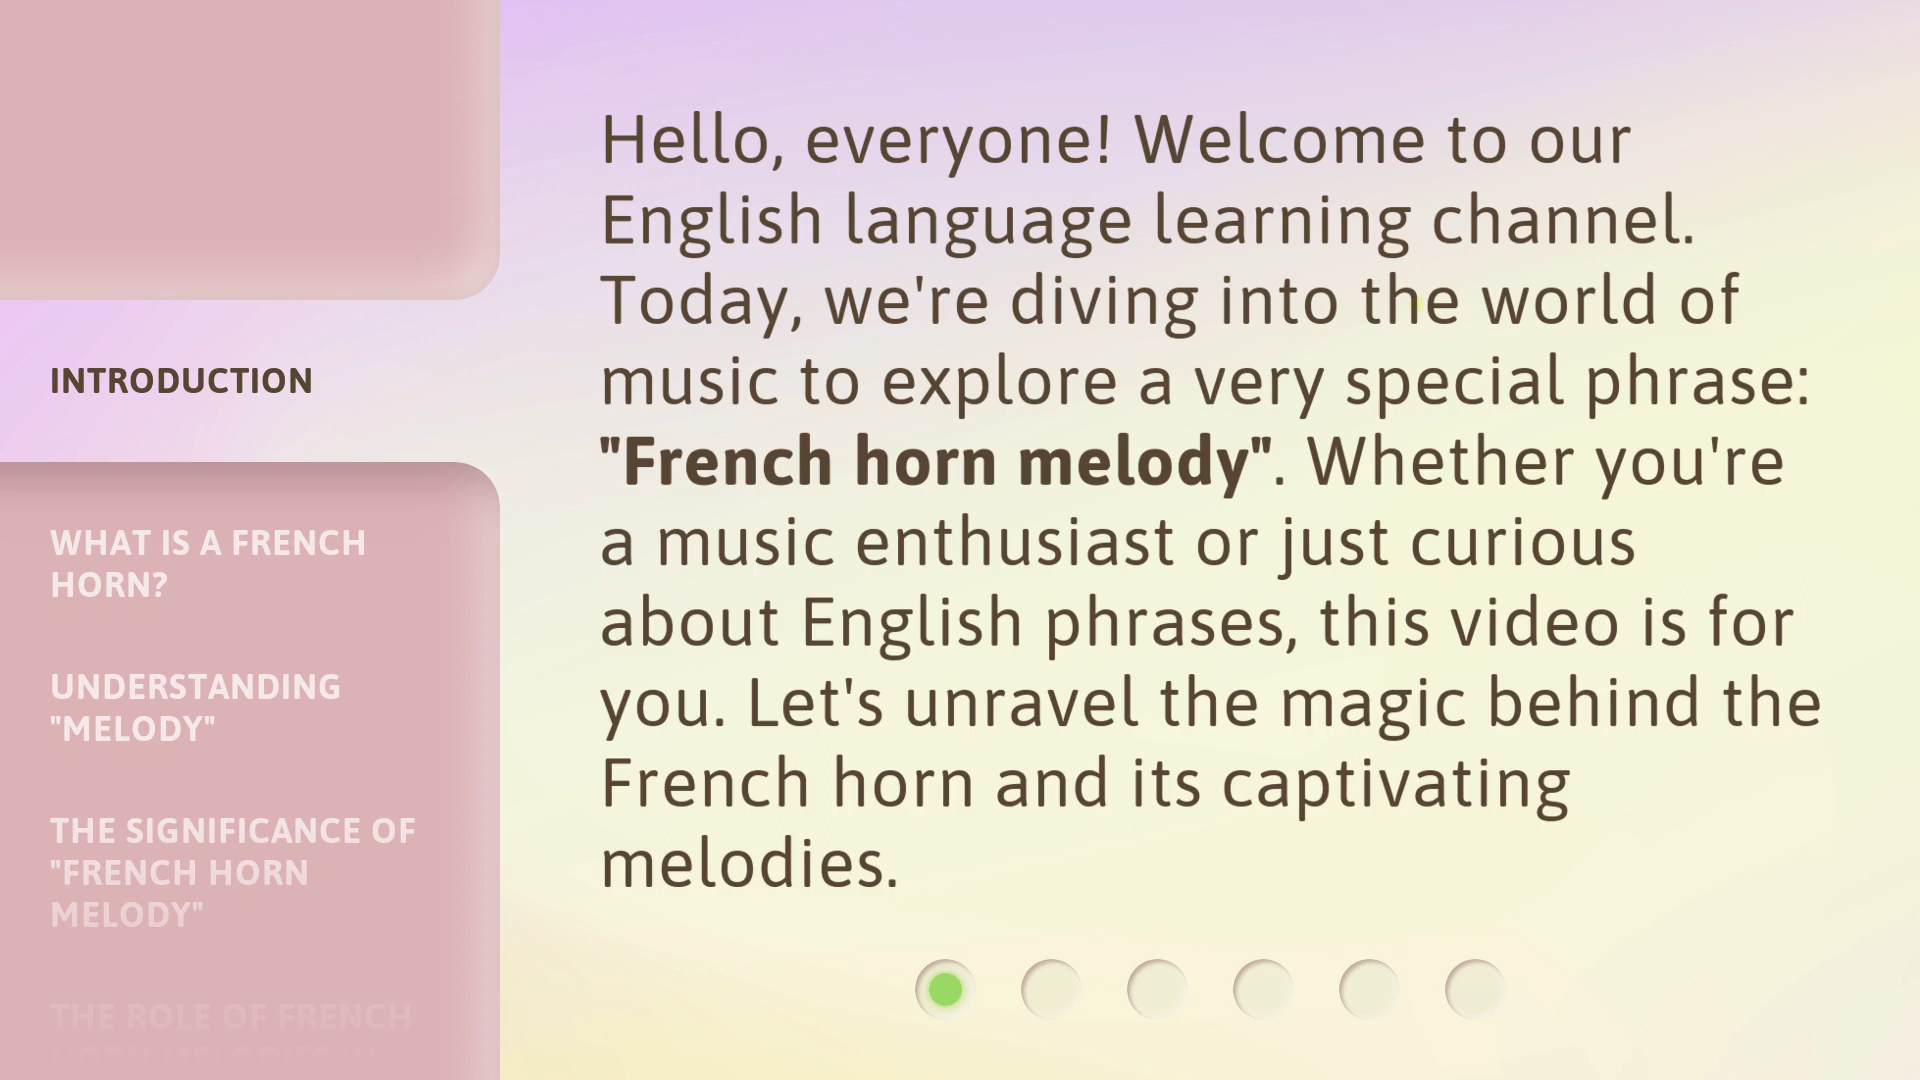 INTRODUCTION
WHAT IS A FRENCH
HORN?
UNDERSTANDING
"MELODY"
THE SIGNIFICANCE OF
"FRENCH HORN
MELODY"
THE ROLE OF FRENCH
HORN MELODIES IN
Hello, everyone! Welcome to our
English language learning channel.
Today, we're diving into the world of
music to explore a very special phrase:
"French horn melody". Whether you're
a music enthusiast or just curious
about English phrases, this video is for
you. Let's unravel the magic behind the
French horn and its captivating
melodies.